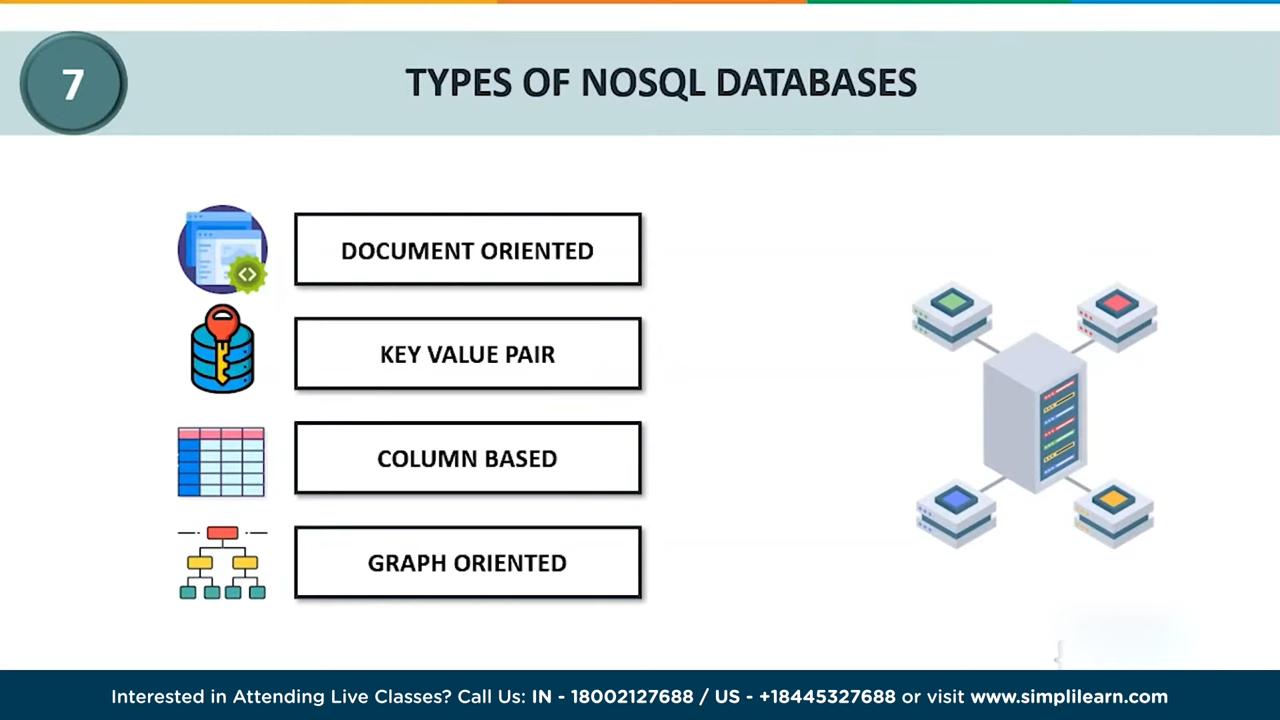 7
TYPES OF NOSQL DATABASES
DOCUMENT ORIENTED
KEY VALUE PAIR
COLUMN BASED
GRAPH ORIENTED
Interested in Attending Live Classes? Call Us: IN - 18002127688 / US - +18445327688 or visit www.simplilearn.com